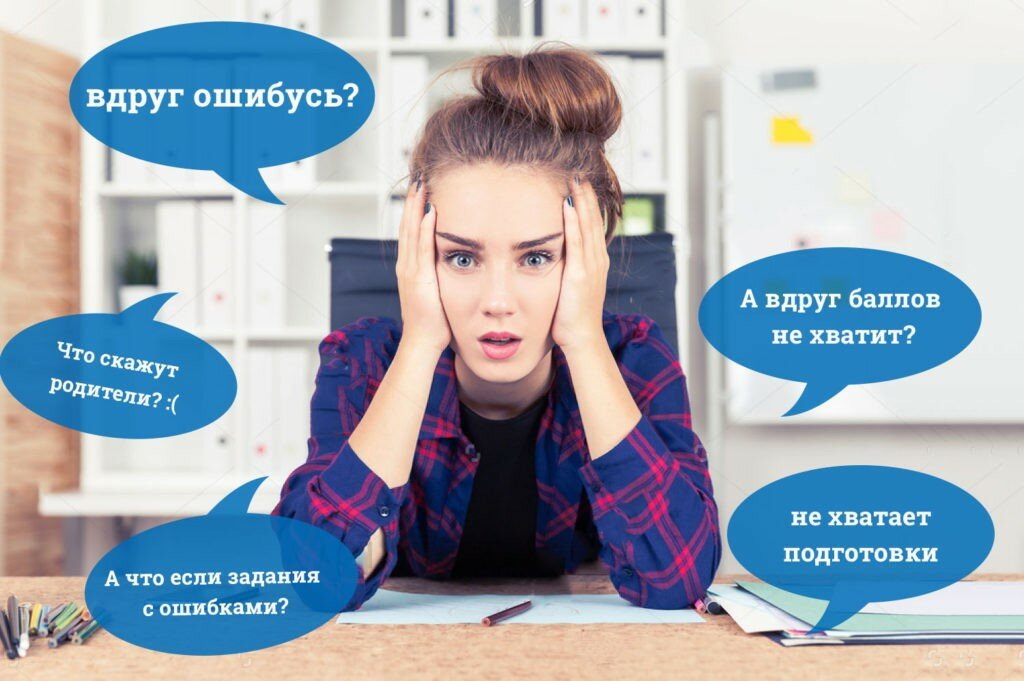 вдруг ошибусь?
Что скажут
родители? :(
А вдруг баллов
не хватит?
А что если задания
с ошибками?
не хватает
подготовки